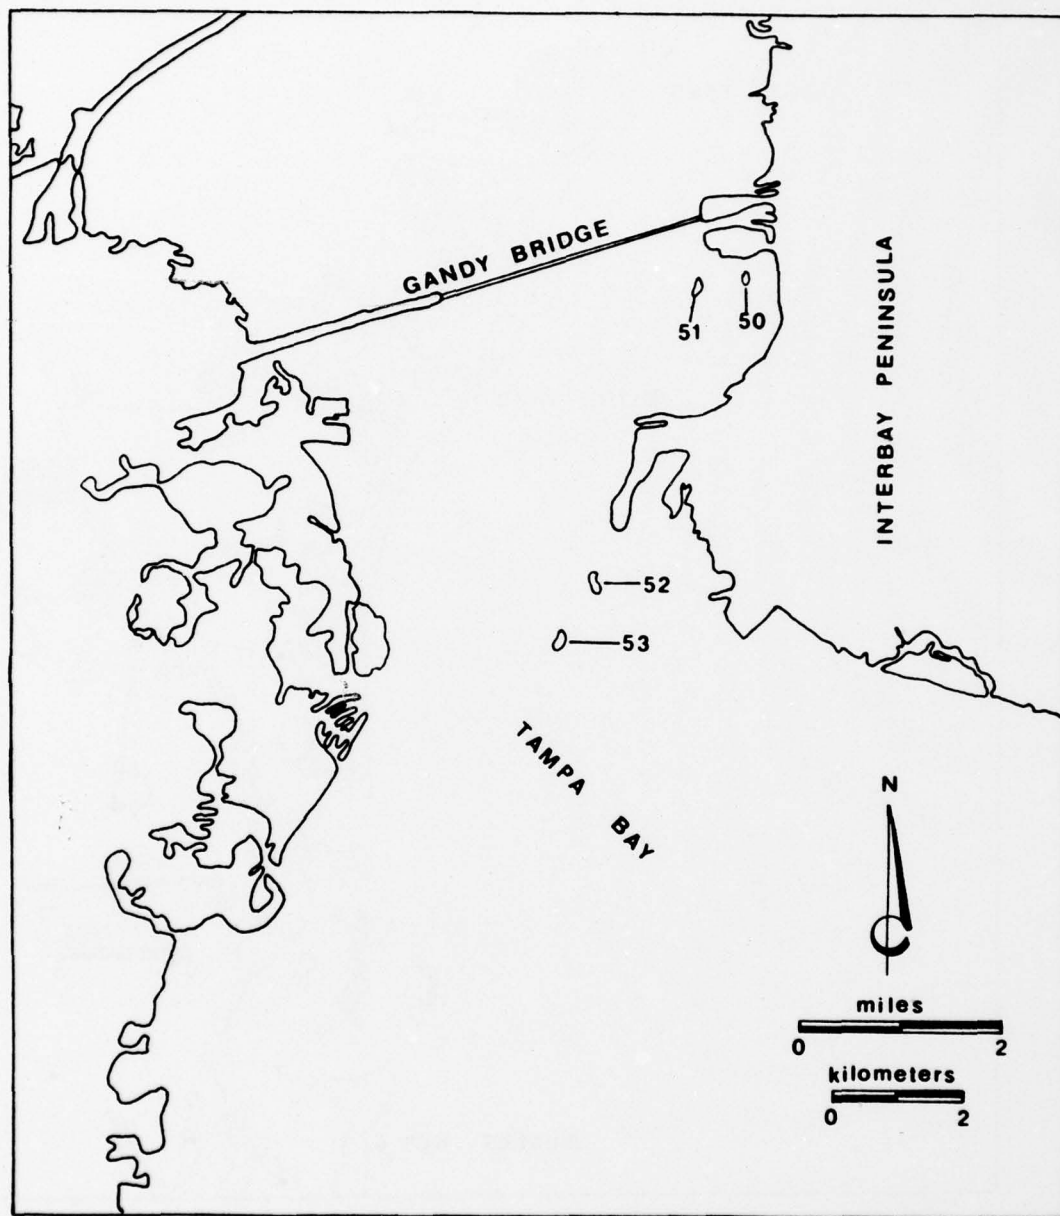 GANDY BRIDGE
51
50
INTERBAY PENINSULA
52
53
TAMPA BAY
N
miles
0 2
kilometers
0 2